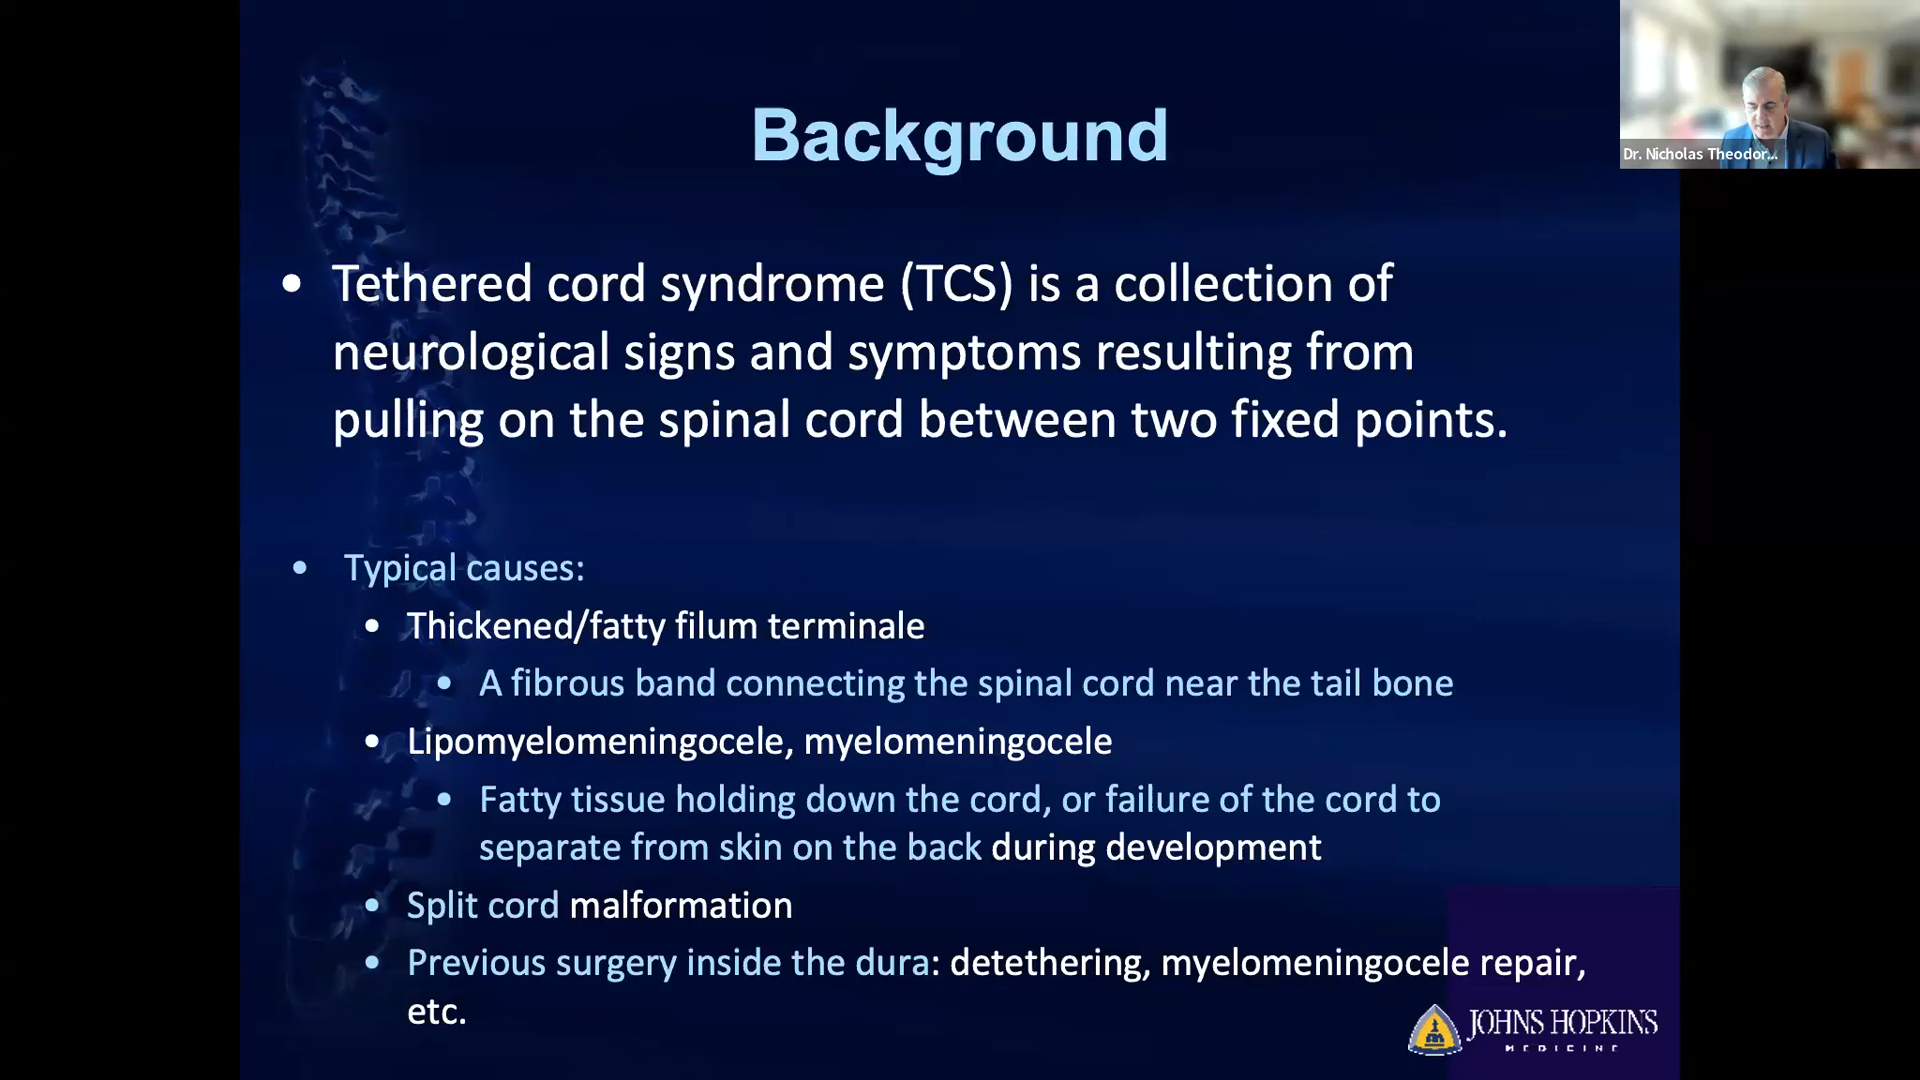 Background
Dr. Nicholas Theodor...
• Tethered cord syndrome (TCS) is a collection of
neurological signs and symptoms resulting from
pulling on the spinal cord between two fixed points.
• Typical causes:
• Thickened/fatty filum terminale
• A fibrous band connecting the spinal cord near the tail bone
• Lipomyelomeningocele, myelomeningocele
• Fatty tissue holding down the cord, or failure of the cord to
separate from skin on the back during development
• Split cord malformation
• Previous surgery inside the dura: detethering, myelomeningocele repair,
etc.
JOHNS HOPKINS
MEDICINE